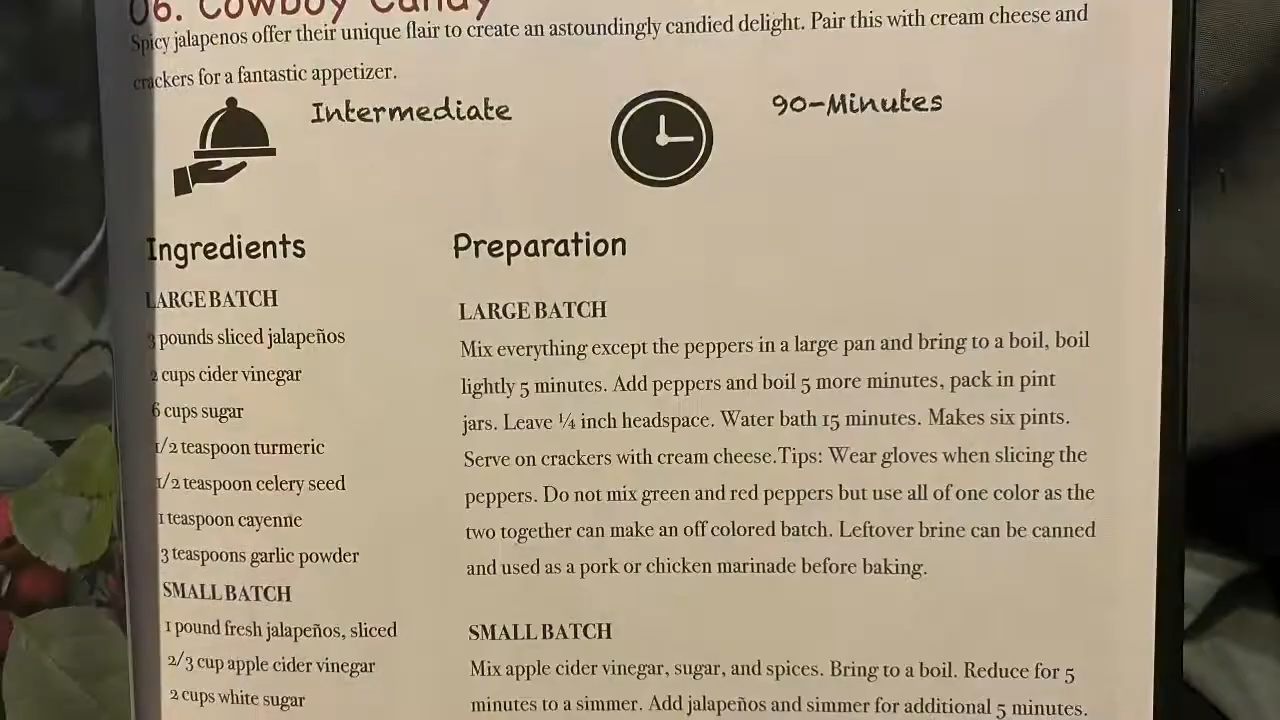 06. Cowboy Candy
Spicy jalapenos offer their unique flair to create an astoundingly candied delight. Pair this with cream cheese and
crackers for a fantastic appetizer.
Intermediate
90-Minutes
Ingredients
LARGE BATCH
3 pounds sliced jalapeños
2 cups cider vinegar
6 cups sugar
1/2 teaspoon turmeric
1/2 teaspoon celery seed
1 teaspoon cayenne
3 teaspoons garlic powder
SMALL BATCH
1 pound fresh jalapeños, sliced
2/3 cup apple cider vinegar
2 cups white sugar
Preparation
LARGE BATCH
Mix everything except the peppers in a large pan and bring to a boil, boil
lightly 5 minutes. Add peppers and boil 5 more minutes, pack in pint
jars. Leave ¼ inch headspace. Water bath 15 minutes. Makes six pints.
Serve on crackers with cream cheese.Tips: Wear gloves when slicing the
peppers. Do not mix green and red peppers but use all of one color as the
two together can make an off colored batch. Leftover brine can be canned
and used as a pork or chicken marinade before baking.
SMALL BATCH
Mix apple cider vinegar, sugar, and spices. Bring to a boil. Reduce for 5
minutes to a simmer. Add jalapeños and simmer for additional 5 minutes.